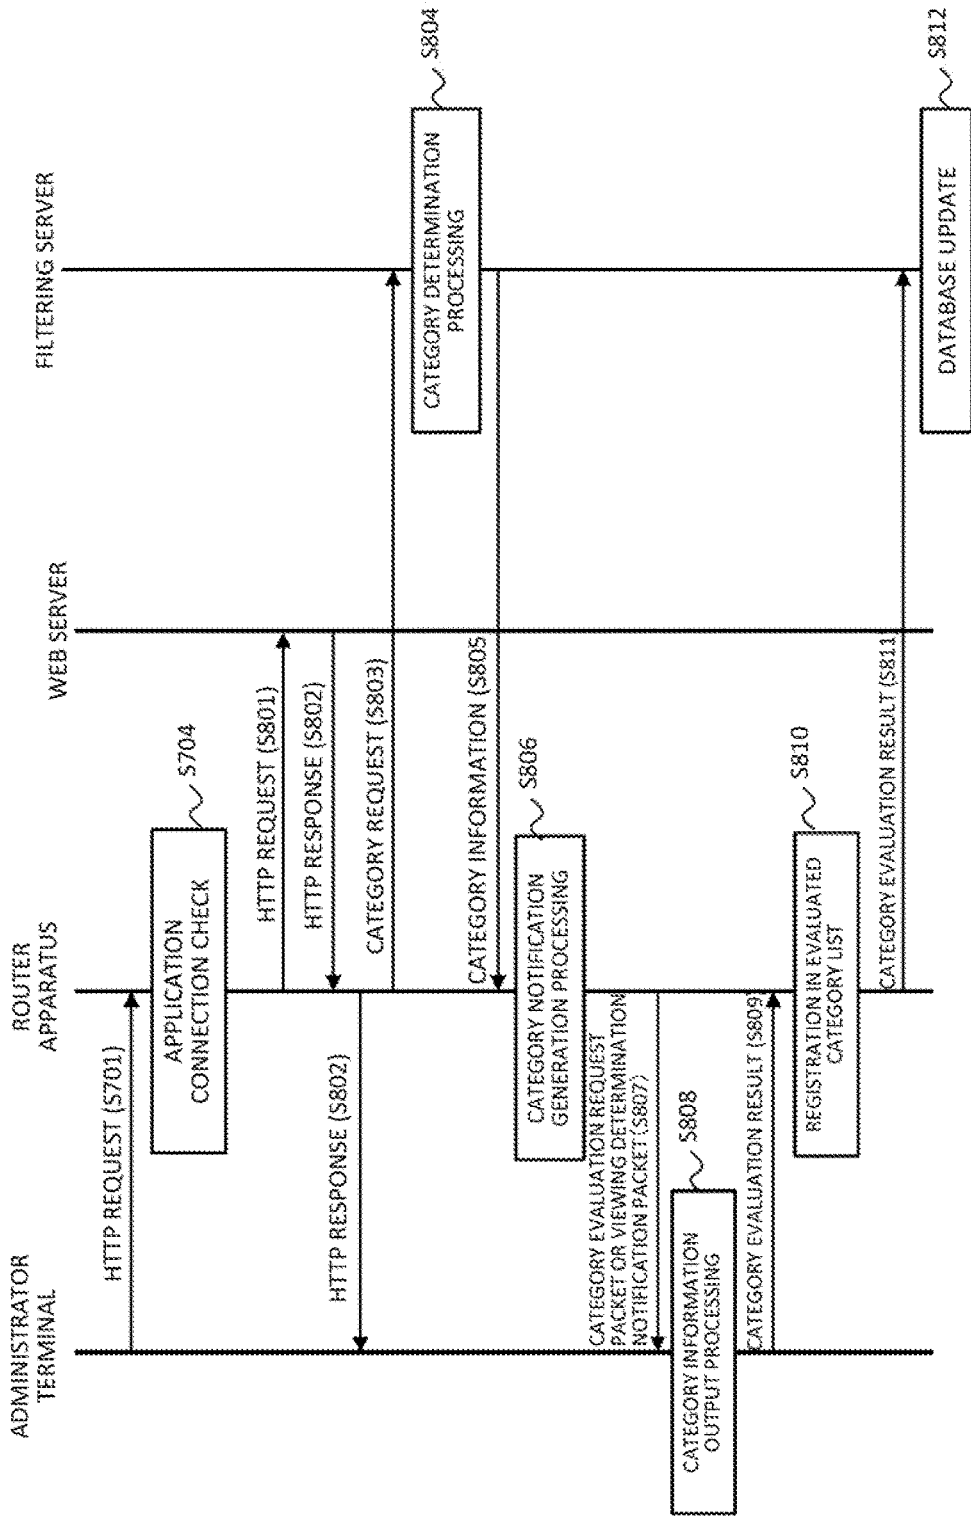 ADMINISTRATOR
TERMINAL
ROUTER
APPARATUS
WEB SERVER
FILTERING SERVER
HTTP REQUEST (S701)
APPLICATION
CONNECTION CHECK
S704
HTTP REQUEST (S801)
HTTP RESPONSE (S802)
HTTP RESPONSE (S802)
CATEGORY REQUEST (S803)
CATEGORY DETERMINATION
PROCESSING
S804
CATEGORY INFORMATION (S805)
CATEGORY NOTIFICATION
GENERATION PROCESSING
S806
CATEGORY EVALUATION REQUEST
PACKET OR VIEWING DETERMINATION
NOTIFICATION PACKET(S807)
CATEGORY INFORMATION
OUTPUT PROCESSING
S808
CATEGORY EVALUATION RESULT (S809)
REGISTRATION IN EVALUATED
CATEGORY LIST
S810
CATEGORY EVALUATION RESULT (S811)
DATABASE UPDATE
S812